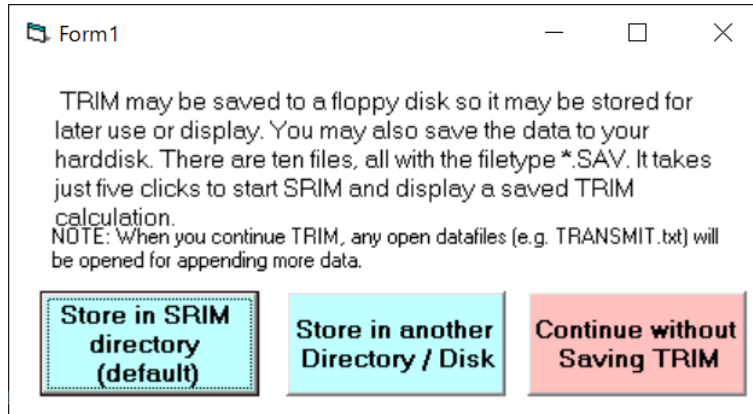 Form1
TRIM may be saved to a floppy disk so it may be stored for
later use or display. You may also save the data to your
harddisk. There are ten files, all with the filetype *.SAV. It takes
just five clicks to start SRIM and display a saved TRIM
calculation.
NOTE: When you continue TRIM, any open datafiles (e.g. TRANSMIT.txt) will
be opened for appending more data.
Store in SRIM
directory
(default)
Store in another
Directory / Disk
Continue without
Saving TRIM